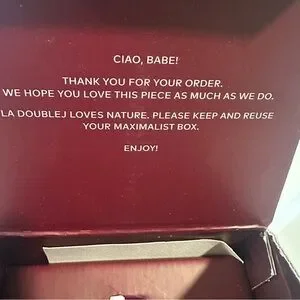 CIAO, BABE!
THANK YOU FOR YOUR ORDER.
WE HOPE YOU LOVE THIS PIECE AS MUCH AS WE DO.
LA DOUBLEJ LOVES NATURE. PLEASE KEEP AND REUSE
YOUR MAXIMALIST BOX.
ENJOY!